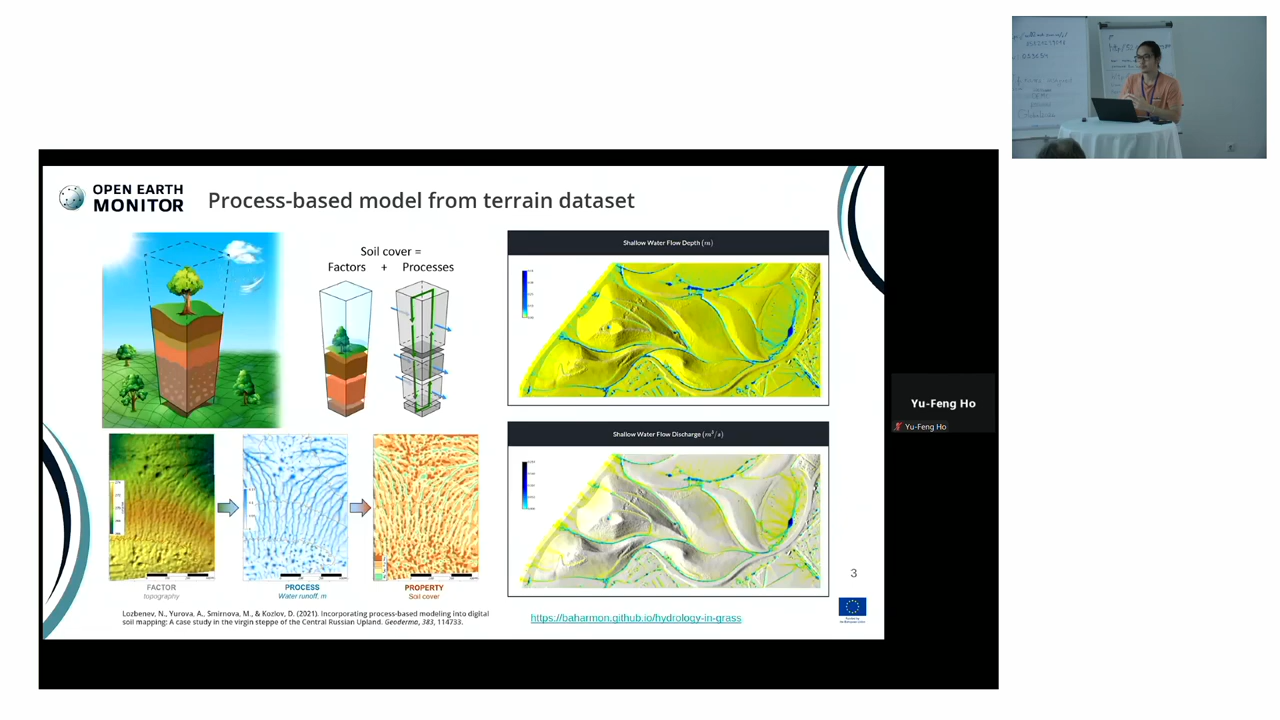 OPEN EARTH
MONITOR
Process-based model from terrain dataset
Soil cover =
Factors + Processes
Shallow Water Flow Depth (m)
Shallow Water Flow Discharge (m³/s)
FACTOR
topography
PROCESS
Water runoff, m
PROPERTY
Soil cover
Lozbenev, N., Yurova, A., Smirnova, M., & Kozlov, D. (2021). Incorporating process-based modeling into digital
soil mapping: A case study in the virgin steppe of the Central Russian Upland. Geoderma, 383, 114733.
https://baharmon.github.io/hydrology-in-grass
3
Yu-Feng Ho
Yu-Feng Ho